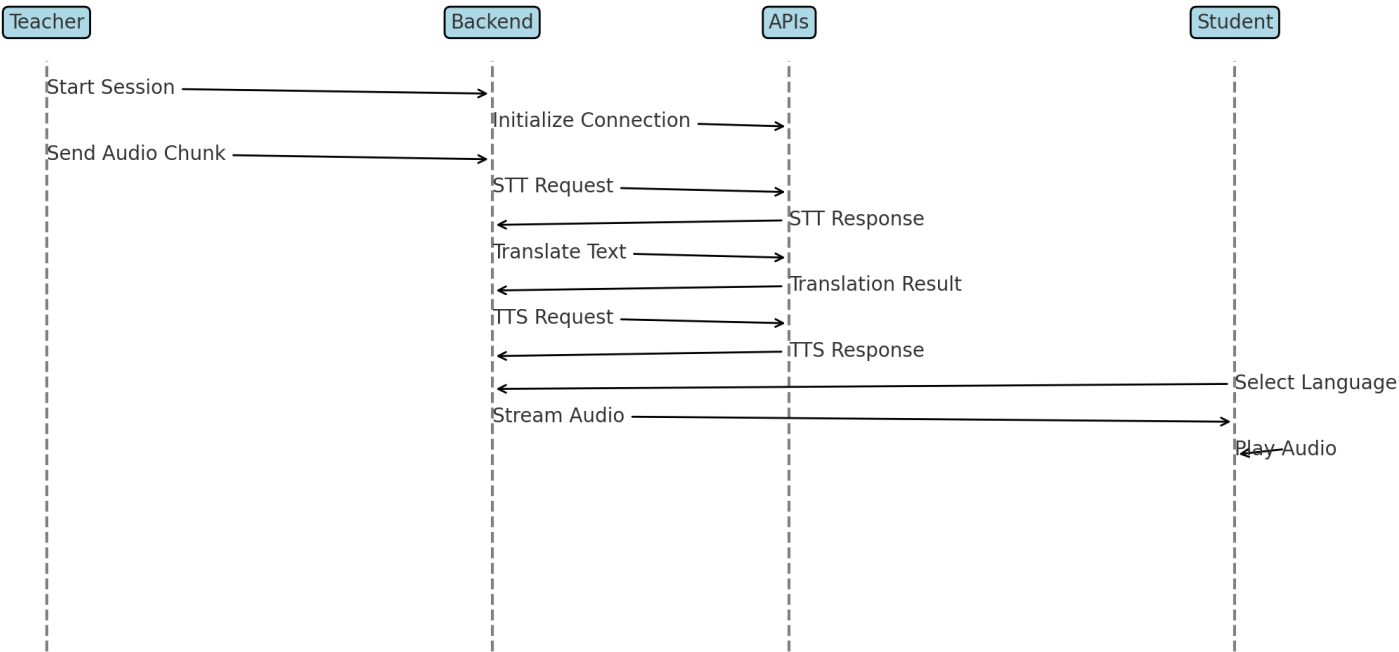 Teacher
Backend
APIs
Student
Start Session
Initialize Connection
Send Audio Chunk
STT Request
STT Response
Translate Text
Translation Result
TTS Request
TTS Response
Select Language
Stream Audio
Play Audio